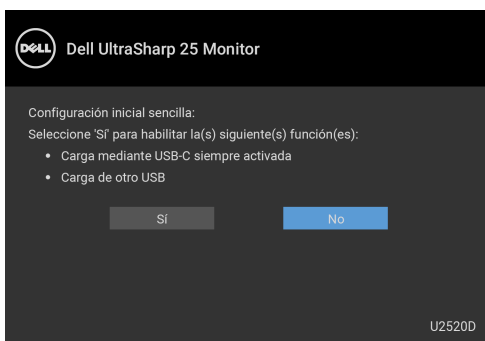 DELL Dell UltraSharp 25 Monitor
Configuración inicial sencilla:
Seleccione 'Sí' para habilitar la(s) siguiente(s) función(es):
• Carga mediante USB-C siempre activada
• Carga de otro USB
Sí No
U2520D